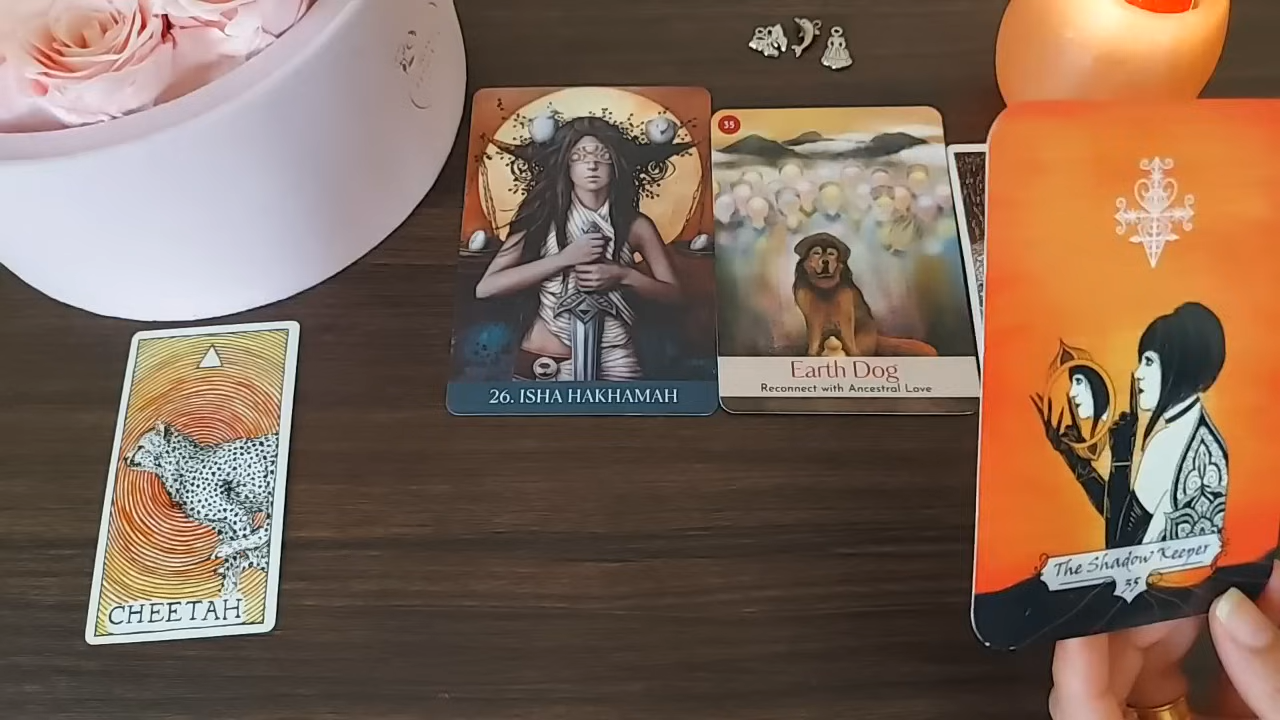 35
26. ISHA HAKHAMAH
Earth Dog
Reconnect with Ancestral Love
The Shadow Keeper
35
CHEETAH